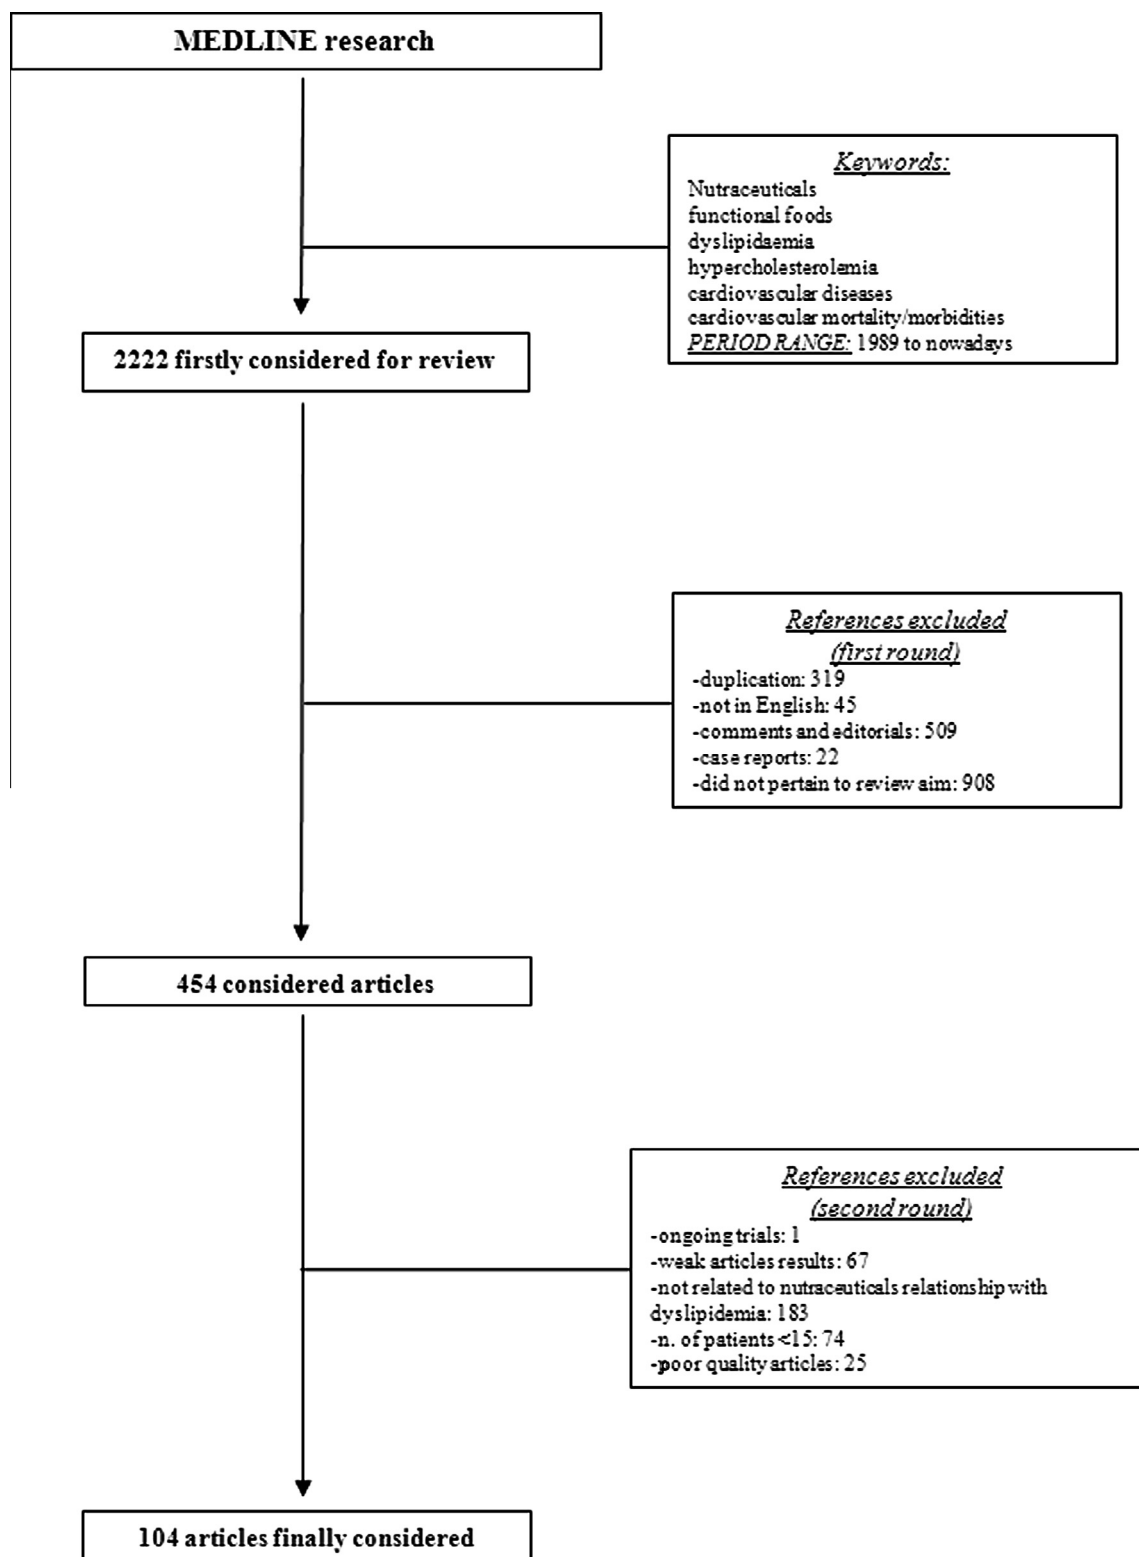 MEDLINE research
Keywords:
Nutraceuticals
functional foods
dyslipidaemia
hypercholesterolemia
cardiovascular diseases
cardiovascular mortality/morbidities
PERIOD RANGE: 1989 to nowadays
2222 firstly considered for review
References excluded
(first round)
-duplication: 319
-not in English: 45
-comments and editorials: 509
-case reports: 22
-did not pertain to review aim: 908
454 considered articles
References excluded
(second round)
-ongoing trials: 1
-weak articles results: 67
-not related to nutraceuticals relationship with
dyslipidemia: 183
-n. of patients <15: 74
-poor quality articles: 25
104 articles finally considered